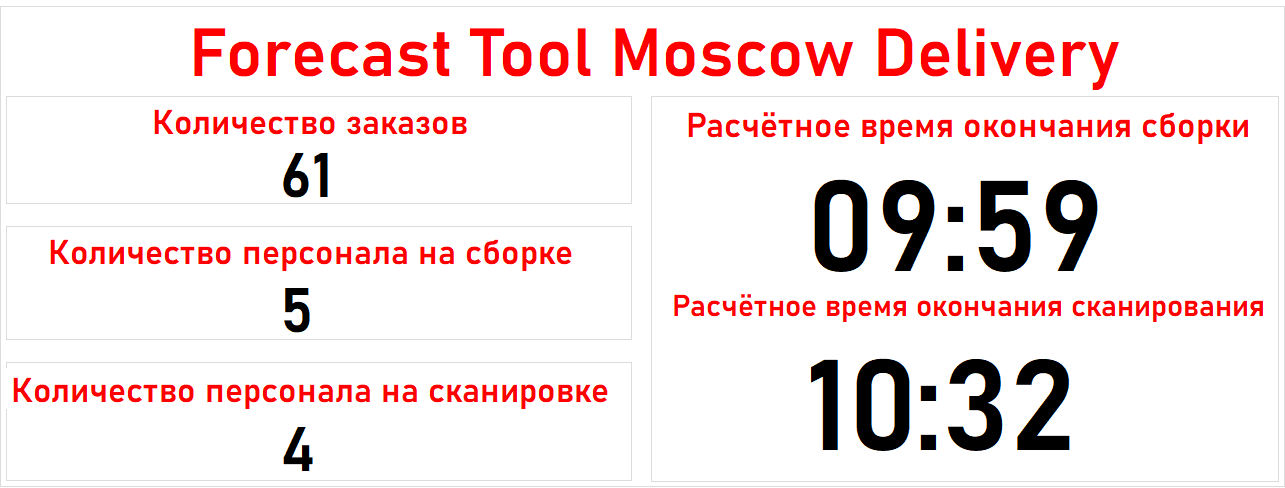 Forecast Tool Moscow Delivery
Количество заказов
61
Количество персонала на сборке
5
Количество персонала на сканировке
4
Расчётное время окончания сборки
09:59
Расчётное время окончания сканирования
10:32